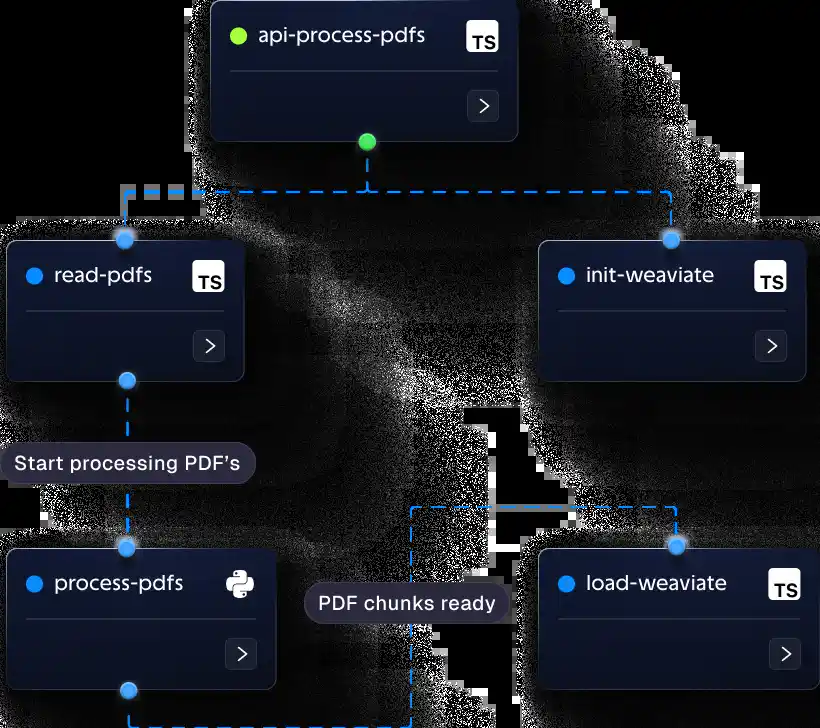 api-process-pdfs TS
read-pdfs TS
init-weaviate TS
Start processing PDF’s
process-pdfs
PDF chunks ready
load-weaviate TS